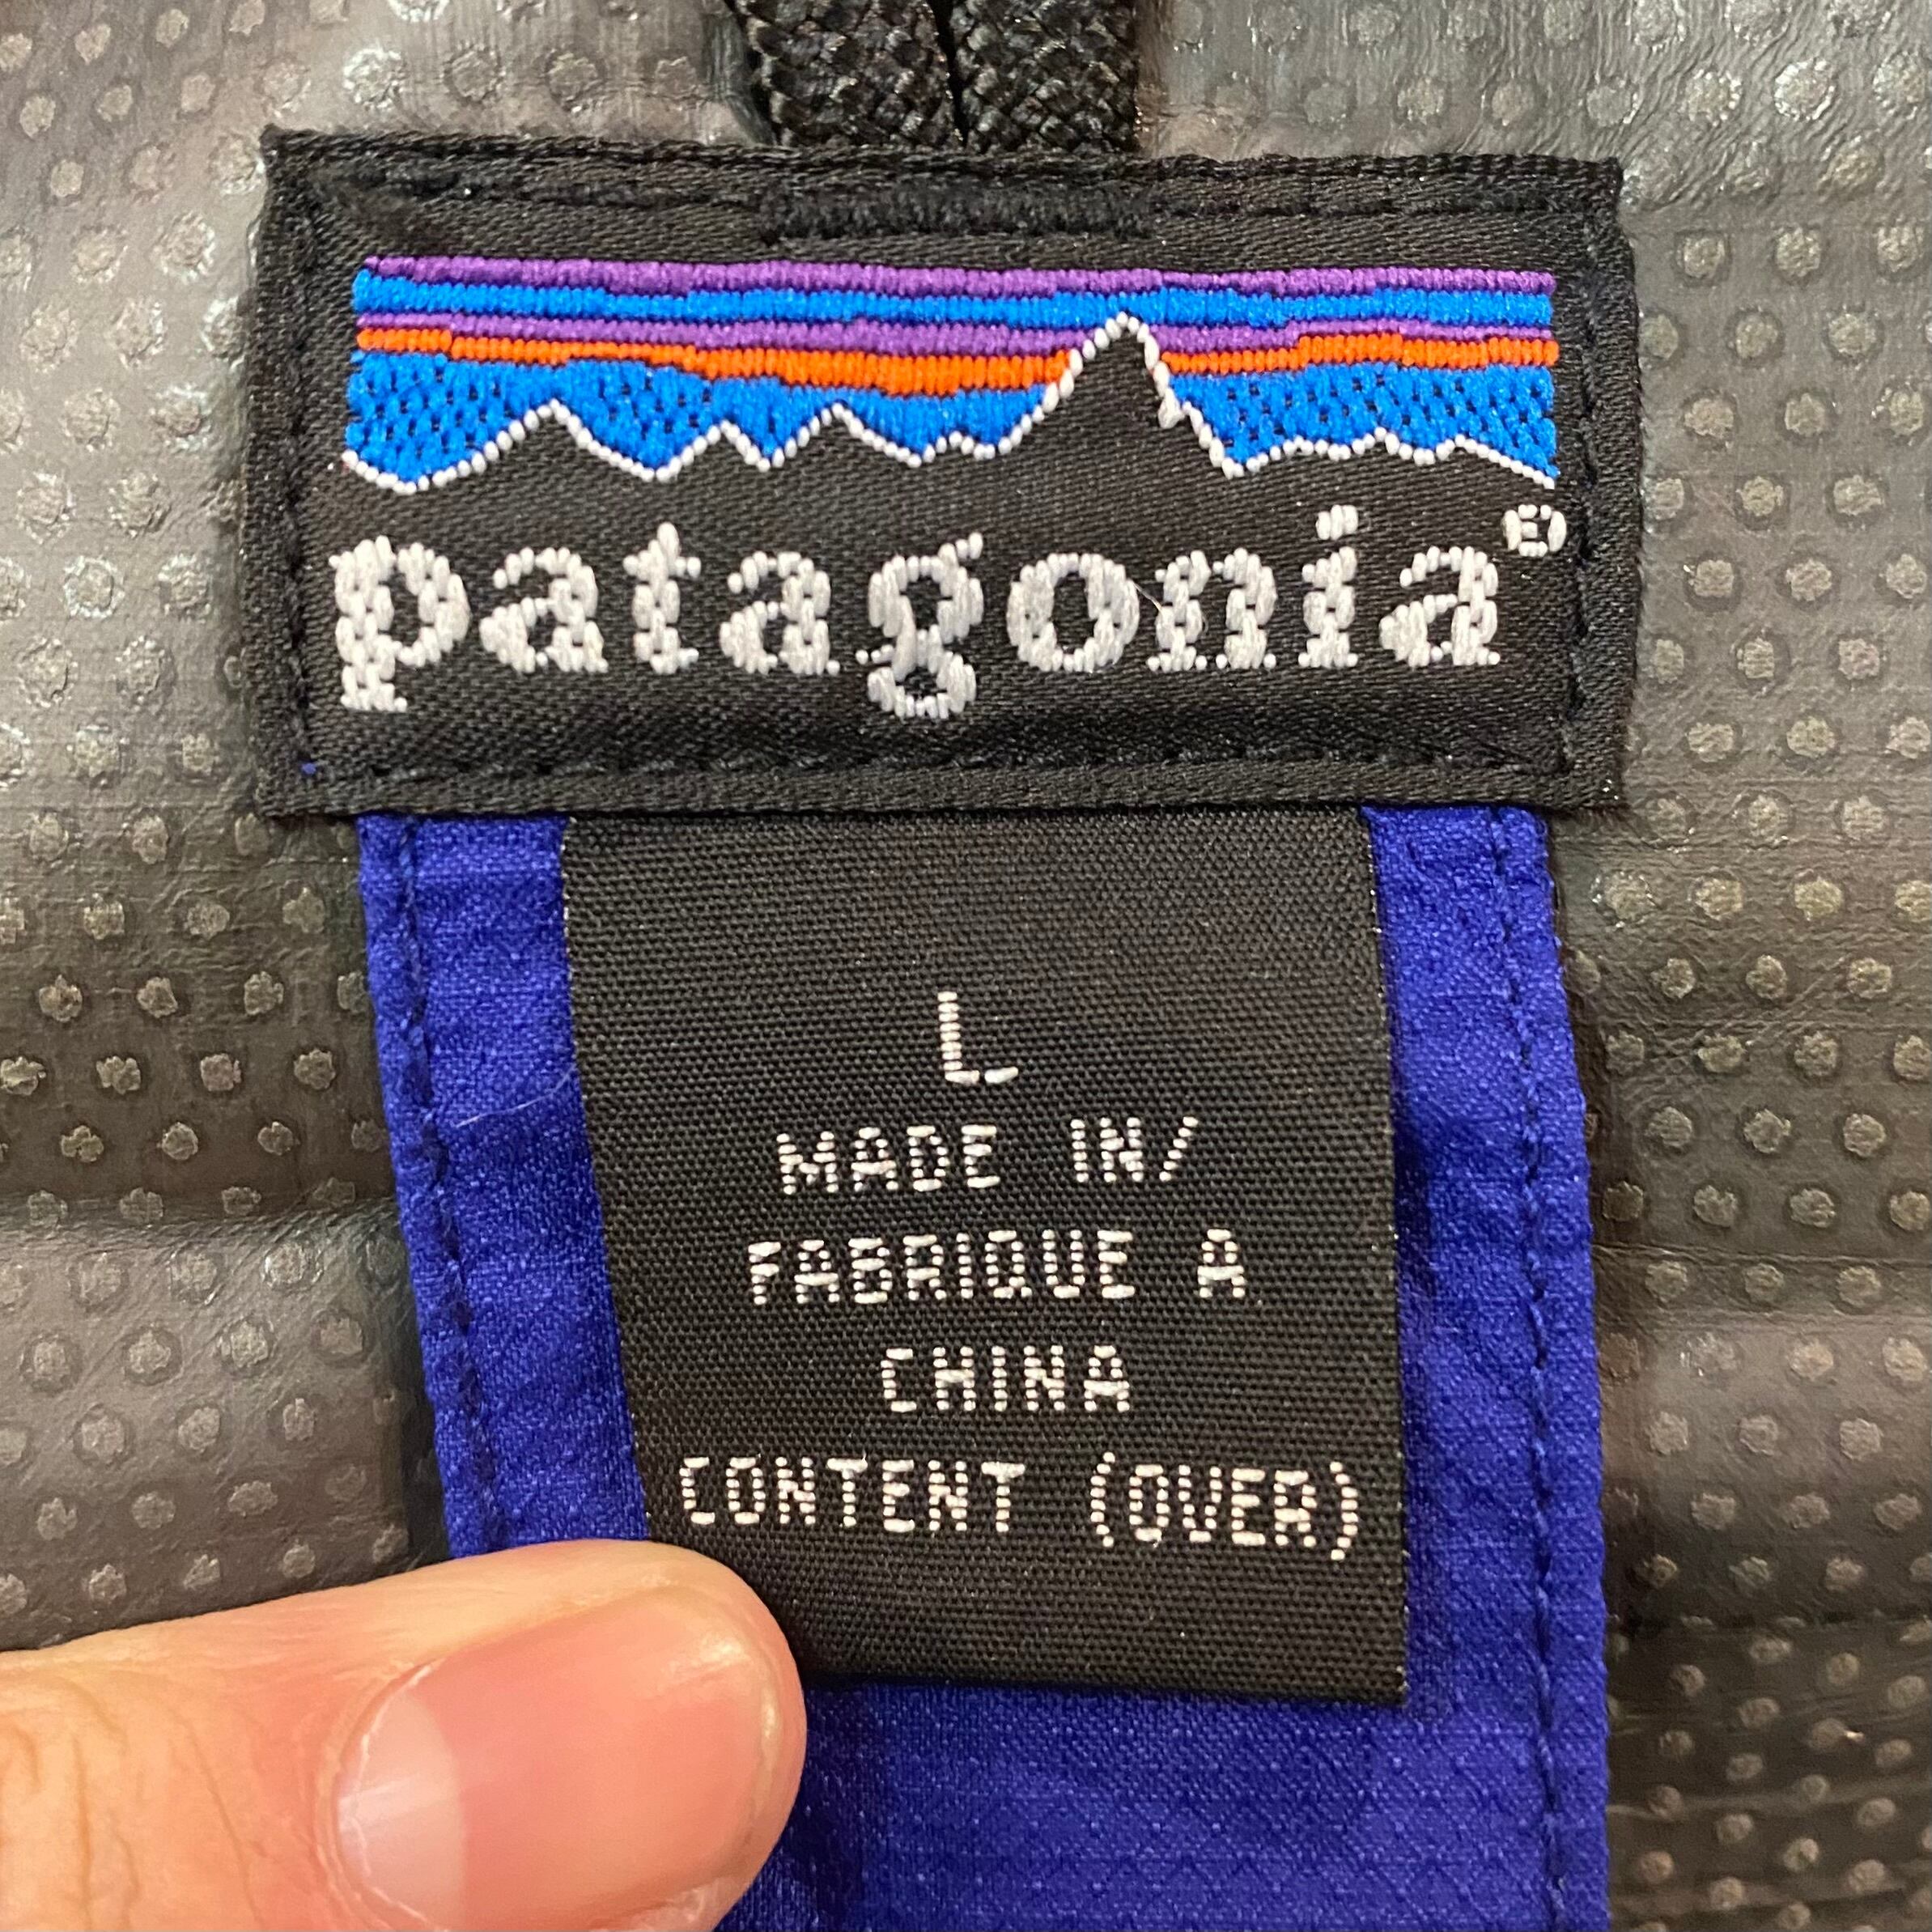 patagonia®
L
MADE IN/
FABRIQUE A
CHINA
CONTENT (OVER)